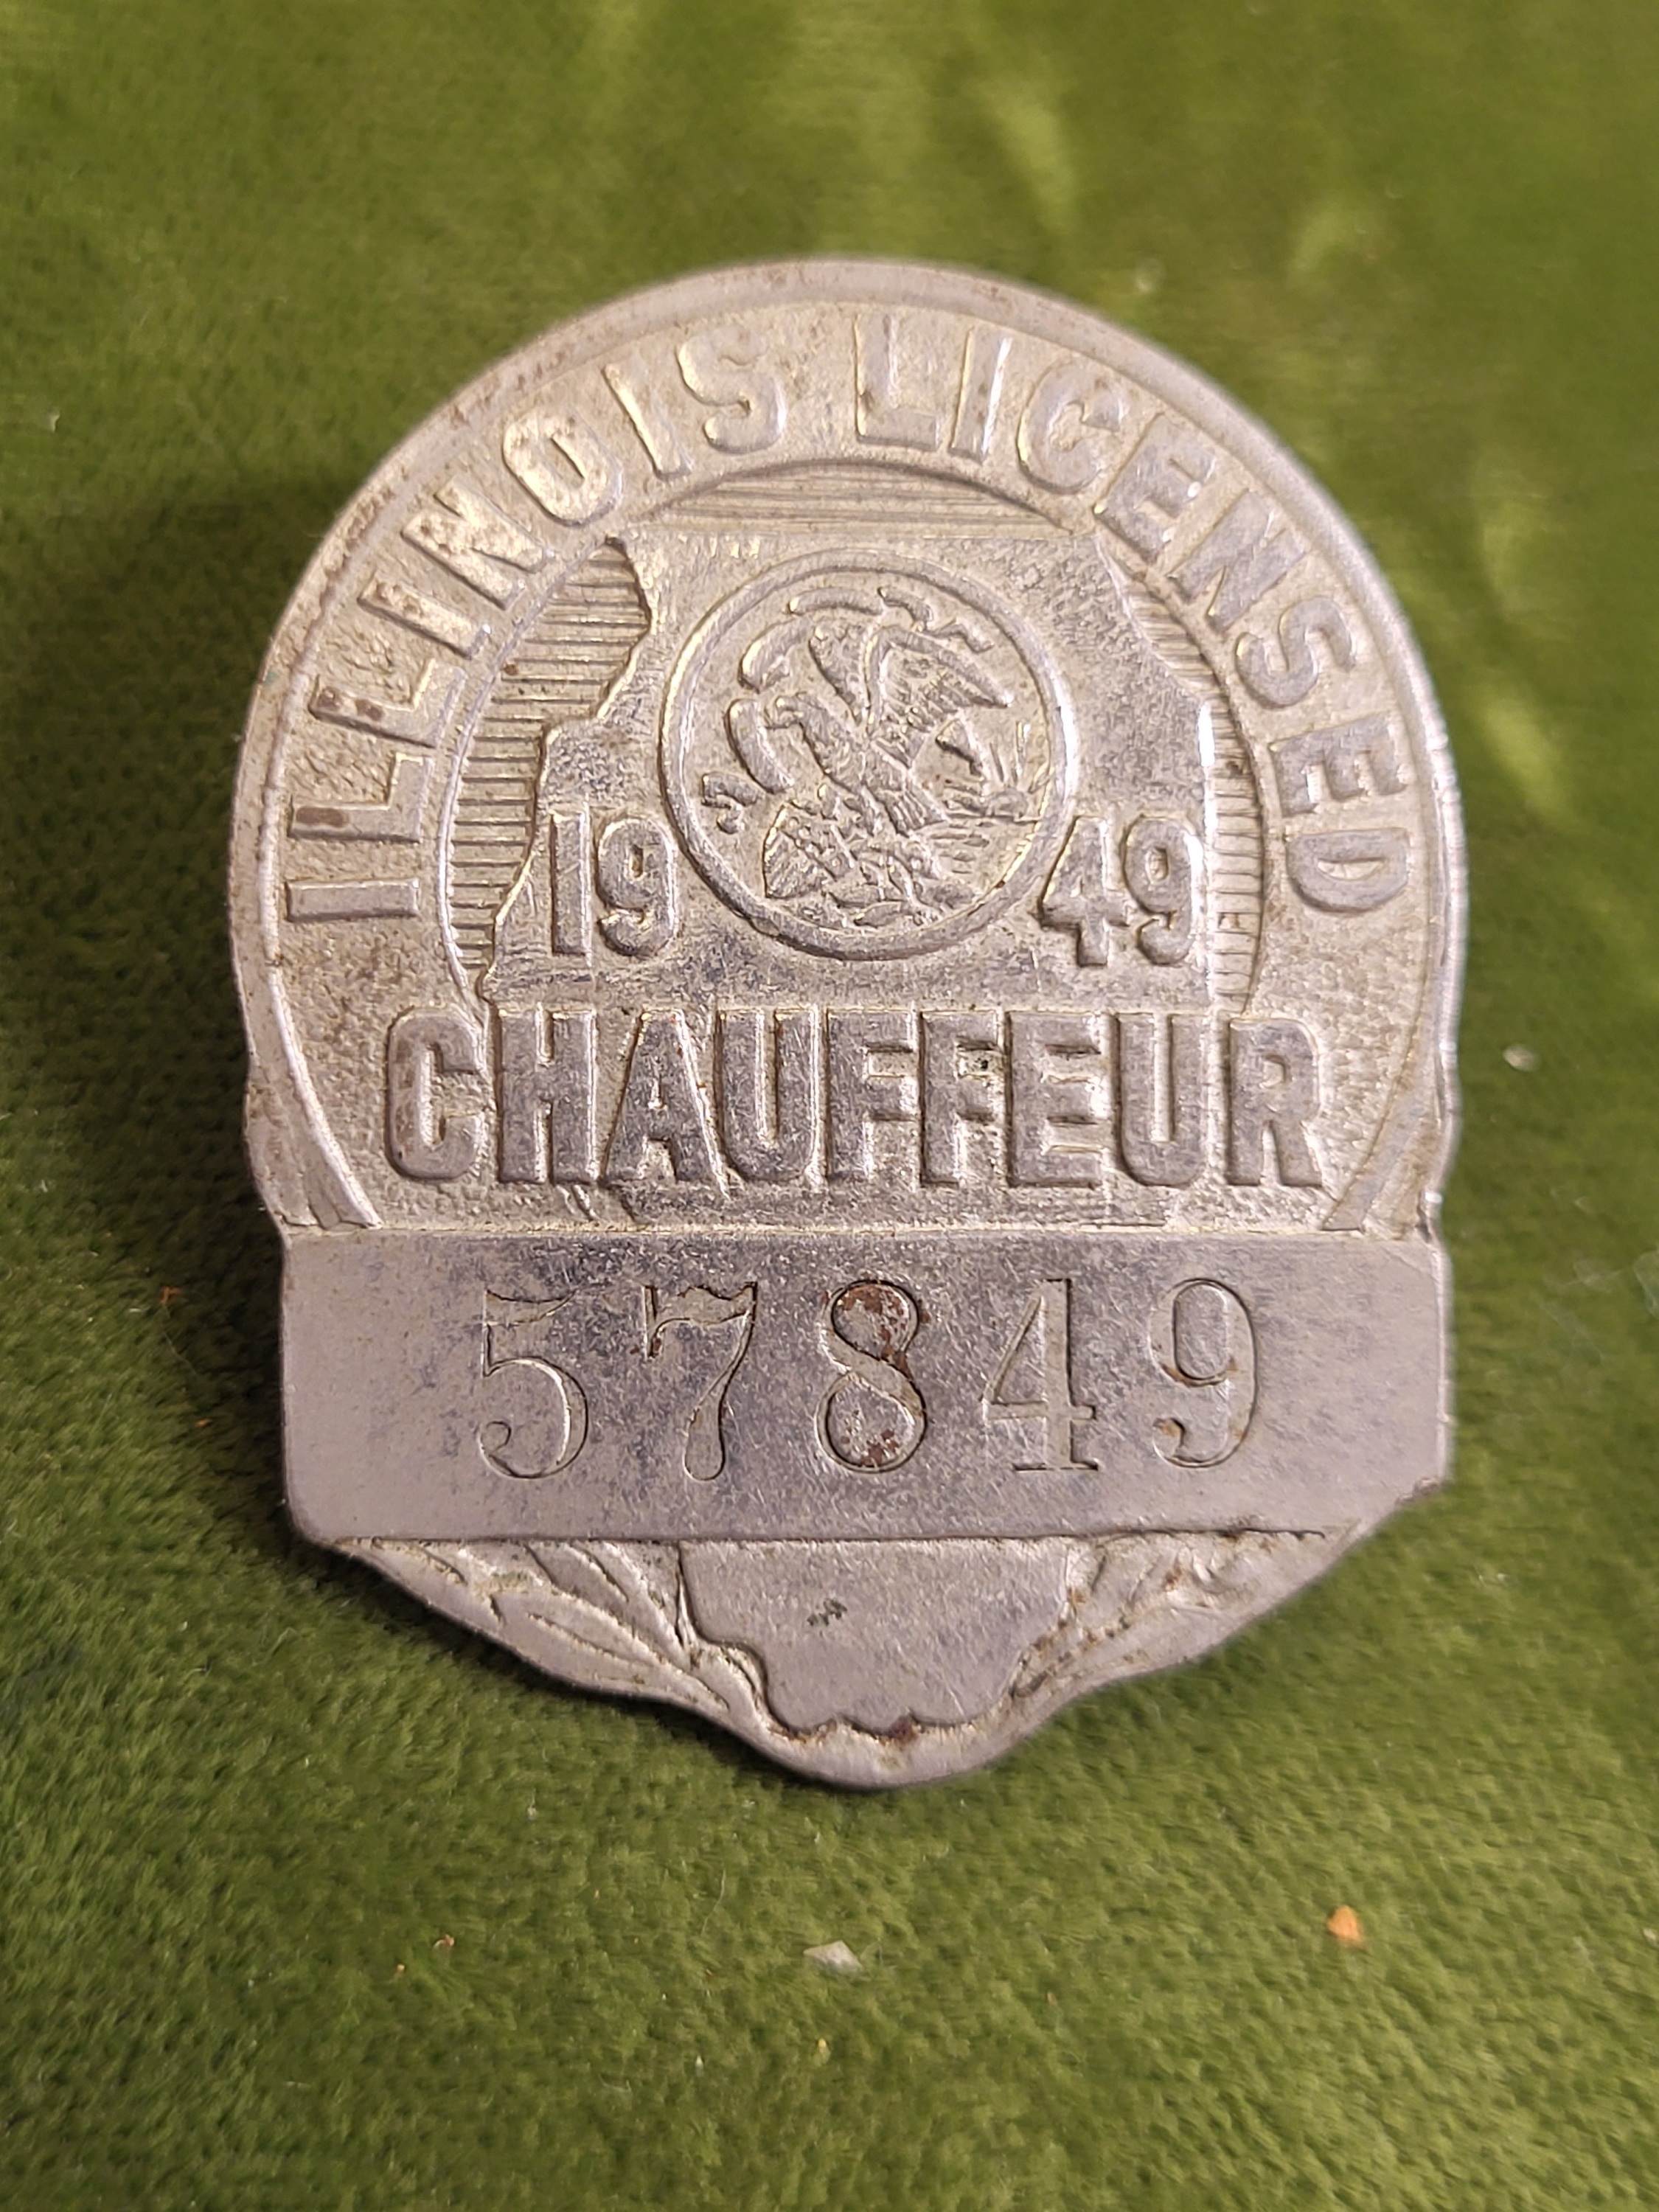 ILLINOIS LICENSED
19 49
CHAUFFEUR
57849